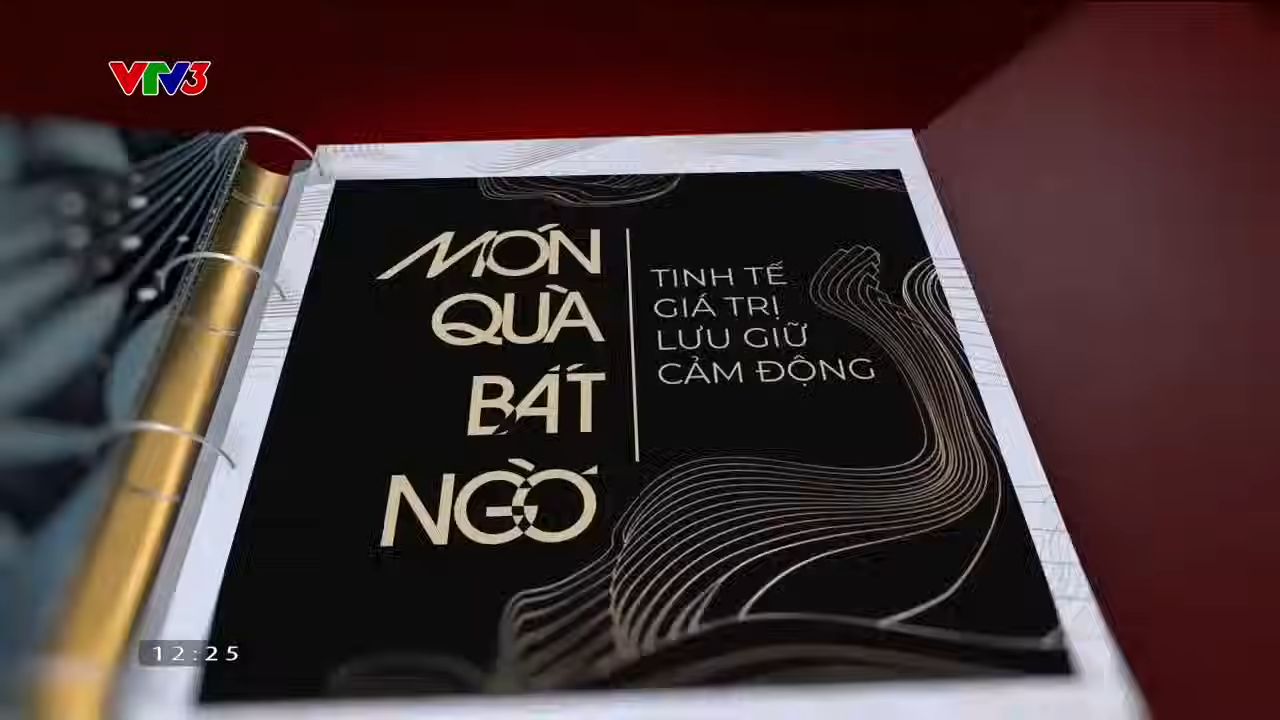 VTV3
MÓN
QUÀ
BẤT
NGỜ
TINH TẾ
GIÁ TRỊ
LƯU GIỮ
CẢM ĐỘNG
12:25